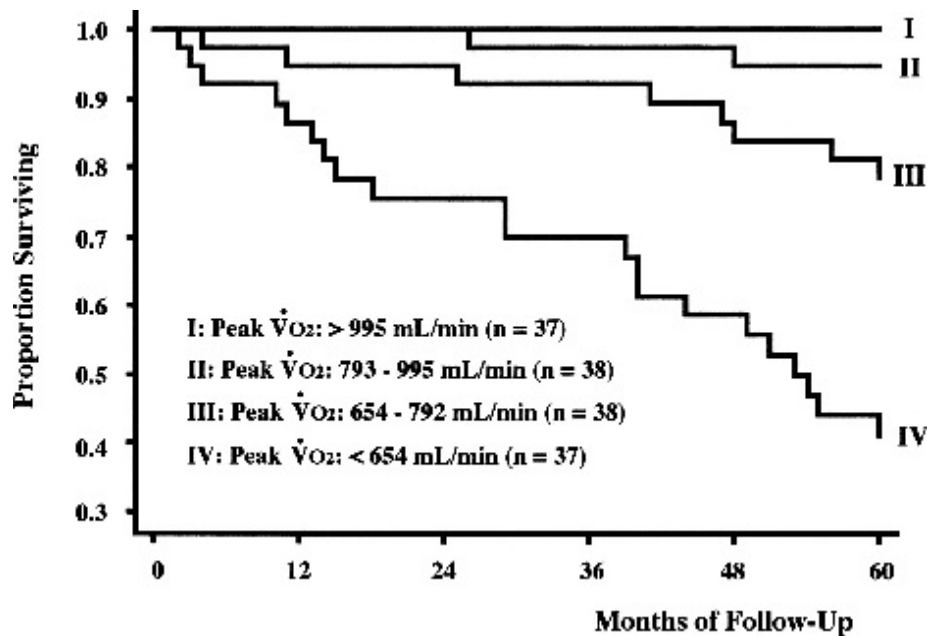 Proportion Surviving
1.0
0.9
0.8
0.7
0.6
0.5
0.4
0.3
I
II
III
IV
I: Peak V̇O₂: > 995 mL/min (n = 37)
II: Peak V̇O₂: 793 - 995 mL/min (n = 38)
III: Peak V̇O₂: 654 - 792 mL/min (n = 38)
IV: Peak V̇O₂: < 654 mL/min (n = 37)
0 12 24 36 48 60
Months of Follow-Up